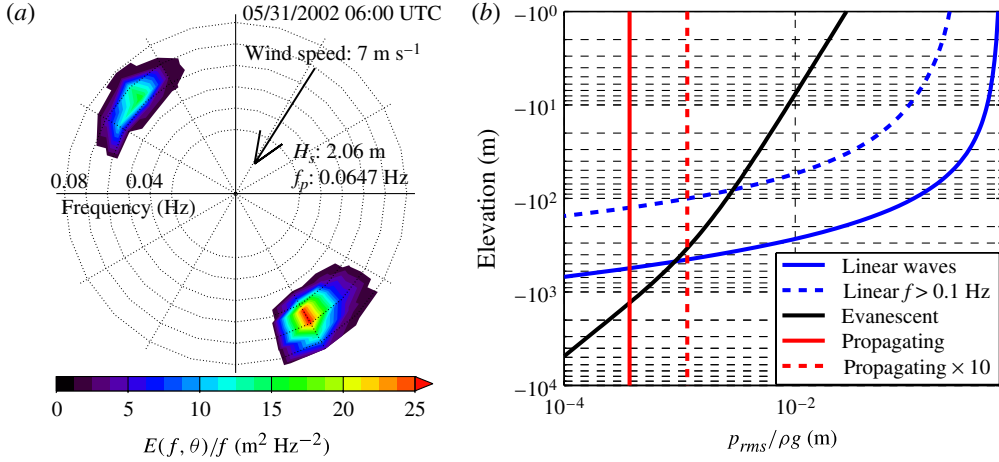 (a)
05/31/2002 06:00 UTC
Wind speed: 7 m s⁻¹
H_s: 2.06 m
f_p: 0.0647 Hz
0.08 0.04
Frequency (Hz)
0 5 10 15 20 25
E(f, θ)/f (m² Hz⁻²)
(b)
−10⁰
−10¹
−10²
−10³
−10⁴
Elevation (m)
Linear waves
Linear f > 0.1 Hz
Evanescent
Propagating
Propagating × 10
10⁻⁴ 10⁻²
p_rms/ρg (m)